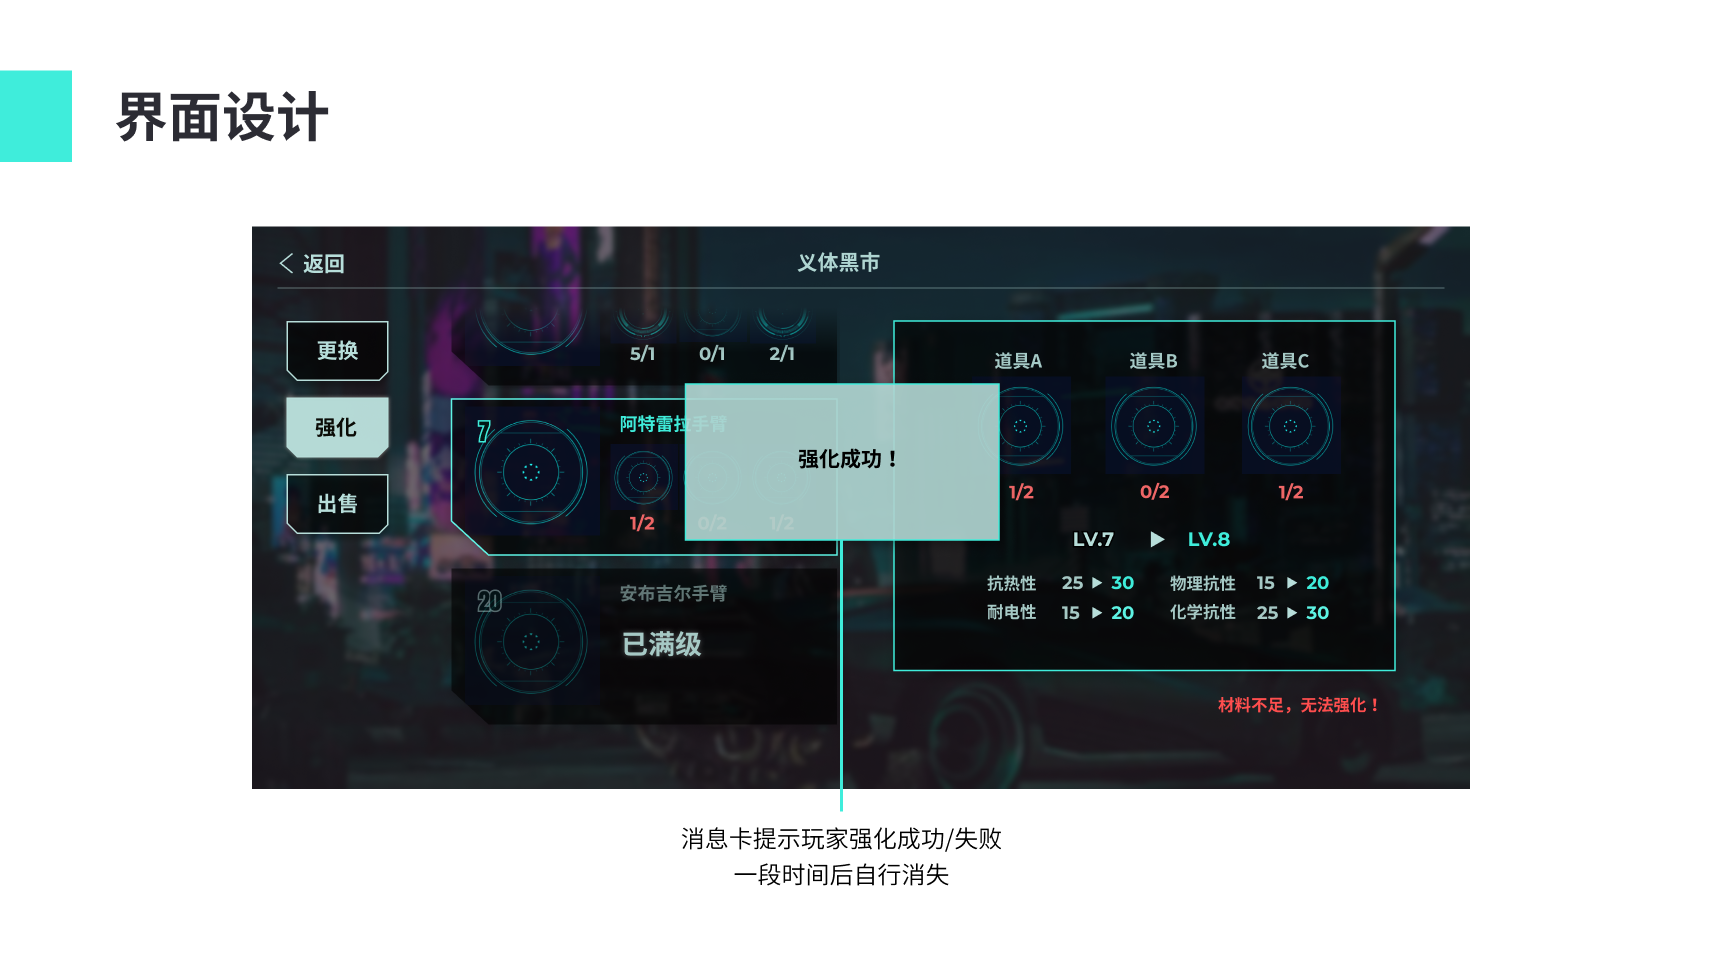 界面设计
返回
义体黑市
更换
强化
出售
5/1
0/1
2/1
7
阿特雷拉手臂
1/2
0/2
1/2
20
安布吉尔手臂
已满级
强化成功！
道具A
道具B
道具C
1/2
0/2
1/2
LV.7 ▶ LV.8
抗热性 25 ▶ 30 物理抗性 15 ▶ 20
耐电性 15 ▶ 20 化学抗性 25 ▶ 30
材料不足，无法强化！
消息卡提示玩家强化成功/失败
一段时间后自行消失